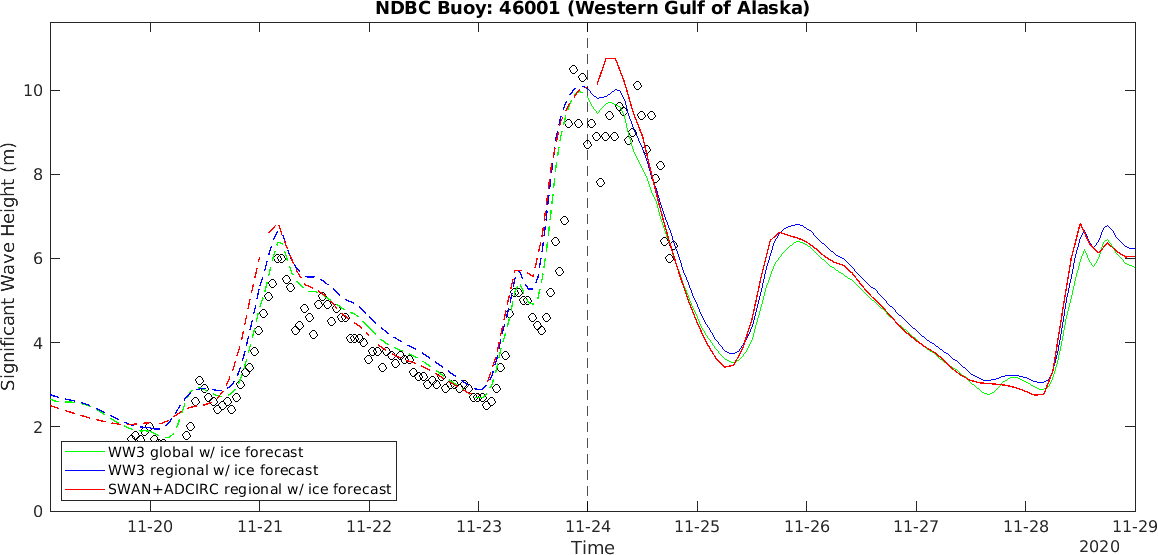 NDBC Buoy: 46001 (Western Gulf of Alaska)
Significant Wave Height (m)
10
8
6
4
2
0
WW3 global w/ ice forecast
WW3 regional w/ ice forecast
SWAN+ADCIRC regional w/ ice forecast
11-20 11-21 11-22 11-23 11-24 11-25 11-26 11-27 11-28 11-29
Time
2020